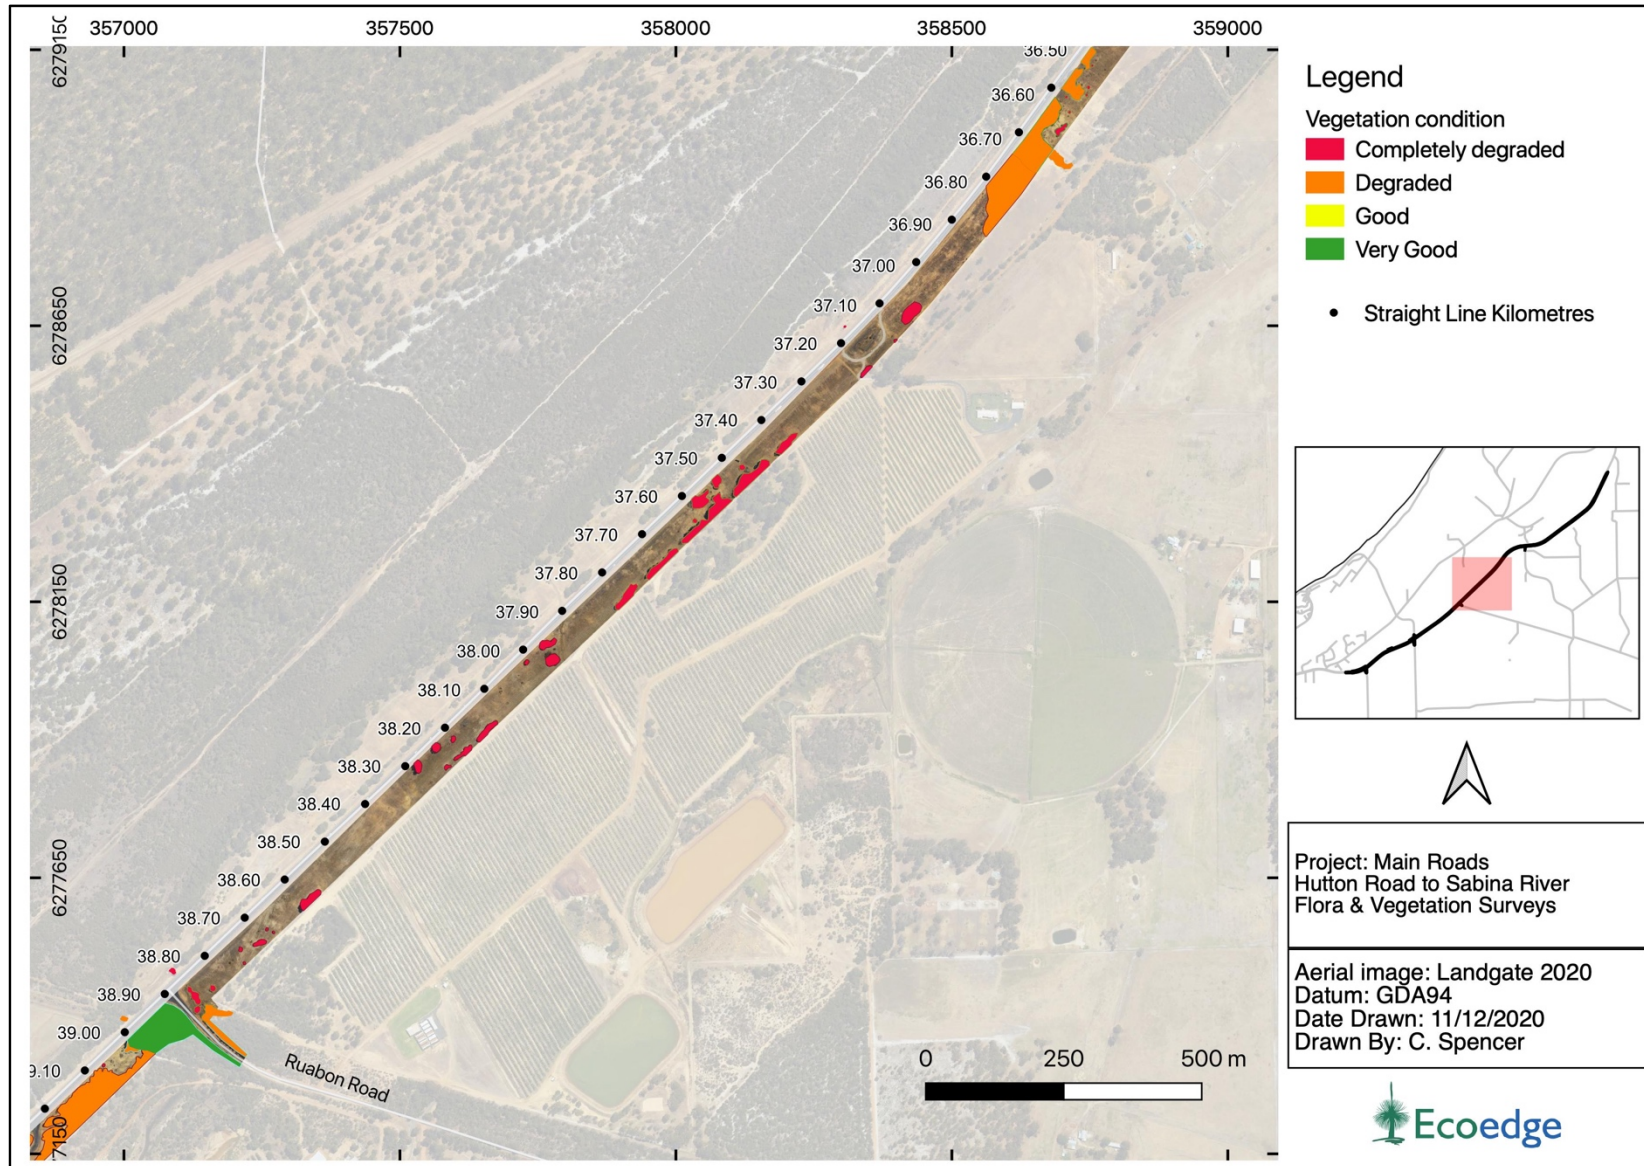 357000
357500
358000
358500
359000
6278650
6278150
6277650
36.50
36.60
36.70
36.80
36.90
37.00
37.10
37.20
37.30
37.40
37.50
37.60
37.70
37.80
37.90
38.00
38.10
38.20
38.30
38.40
38.50
38.60
38.70
38.80
38.90
39.00
9.10
Ruabon Road
0 250 500 m
Legend
Vegetation condition
Completely degraded
Degraded
Good
Very Good
Straight Line Kilometres
Project: Main Roads
Hutton Road to Sabina River
Flora & Vegetation Surveys
Aerial image: Landgate 2020
Datum: GDA94
Date Drawn: 11/12/2020
Drawn By: C. Spencer
Ecoedge